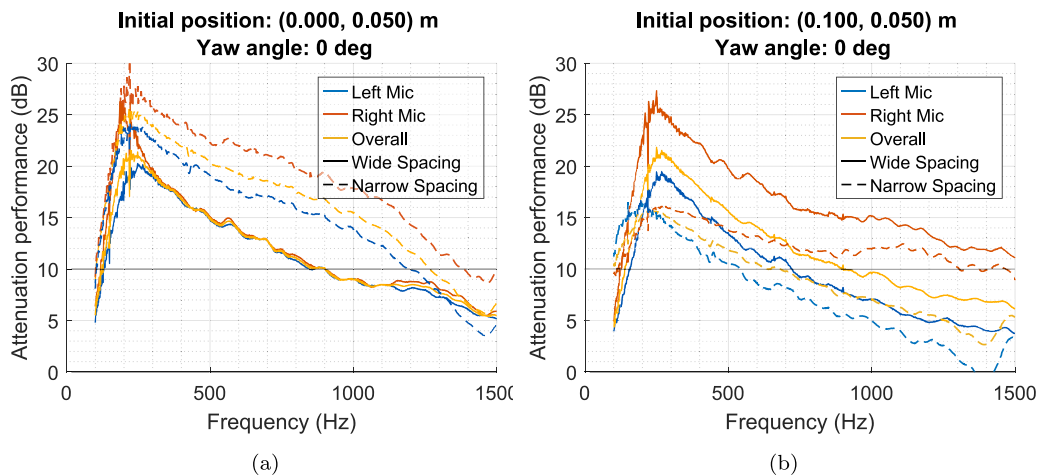 Initial position: (0.000, 0.050) m
Yaw angle: 0 deg
30
25
20
15
10
5
0
Attenuation performance (dB)
Left Mic
Right Mic
Overall
Wide Spacing
Narrow Spacing
0
500
1000
1500
Frequency (Hz)
(a)
Initial position: (0.100, 0.050) m
Yaw angle: 0 deg
30
25
20
15
10
5
0
Attenuation performance (dB)
Left Mic
Right Mic
Overall
Wide Spacing
Narrow Spacing
0
500
1000
1500
Frequency (Hz)
(b)